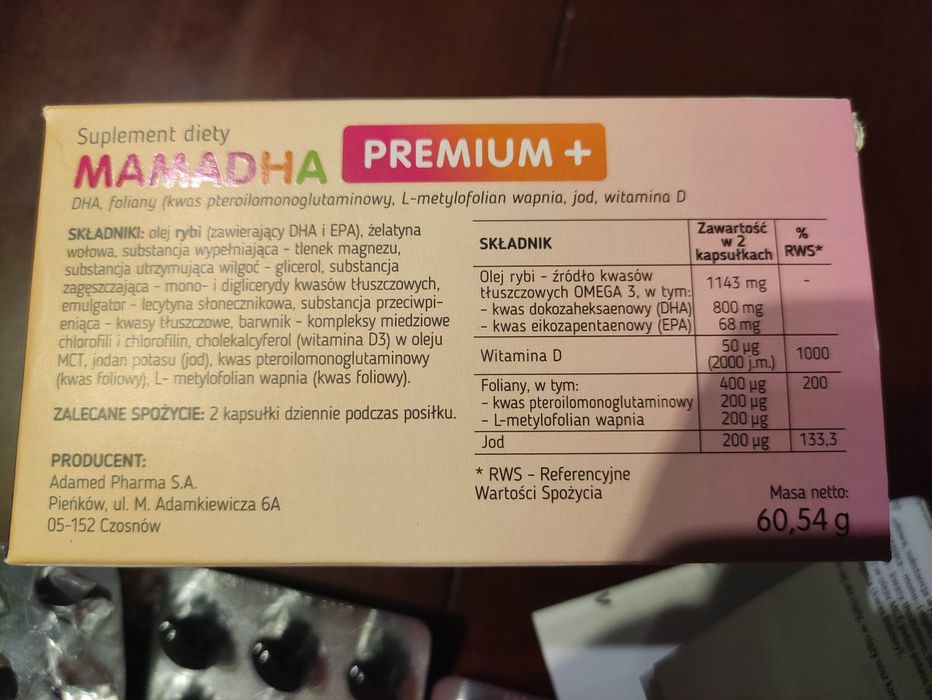 Suplement diety
MAMADHA PREMIUM +
DHA, foliany (kwas pteroilomonoglutaminowy, L-metylofolian wapnia, jod, witamina D
SKŁADNIKI: olej rybi (zawierający DHA i EPA), żelatyna
wołowa, substancja wypełniająca - tlenek magnezu,
substancja utrzymująca wilgoć - glicerol, substancja
zagęszczająca - mono- i diglicerydy kwasów tłuszczowych,
emulgator - lecytyna słonecznikowa, substancja przeciwpi-
eniąca - kwasy tłuszczowe, barwnik - kompleksy miedziowe
chlorofili i chlorofilin, cholekalcyferol (witamina D3) w oleju
MCT, jodan potasu (jod), kwas pteroilomonoglutaminowy
(kwas foliowy), L- metylofolian wapnia (kwas foliowy).
ZALECANE SPOŻYCIE: 2 kapsułki dziennie podczas posiłku.
PRODUCENT:
Adamed Pharma S.A.
Pieńków, ul. M. Adamkiewicza 6A
05-152 Czosnów
SKŁADNIK
Zawartość
w 2
kapsułkach
%
RWS*
Olej rybi - źródło kwasów
tłuszczowych OMEGA 3, w tym: 1143 mg -
- kwas dokozaheksaenowy (DHA) 800 mg
- kwas eikozapentaenowy (EPA) 68 mg
Witamina D 50 µg
(2000 j.m.) 1000
Foliany, w tym: 400 µg 200
- kwas pteroilomonoglutaminowy 200 µg
- L-metylofolian wapnia 200 µg
Jod 200 µg 133,3
* RWS - Referencyjne
Wartości Spożycia
Masa netto:
60,54 g